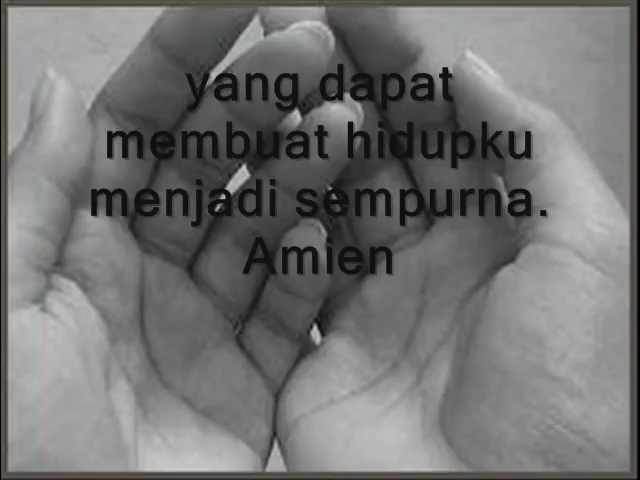 yang dapat
membuat hidupku
menjadi sempurna.
Amien